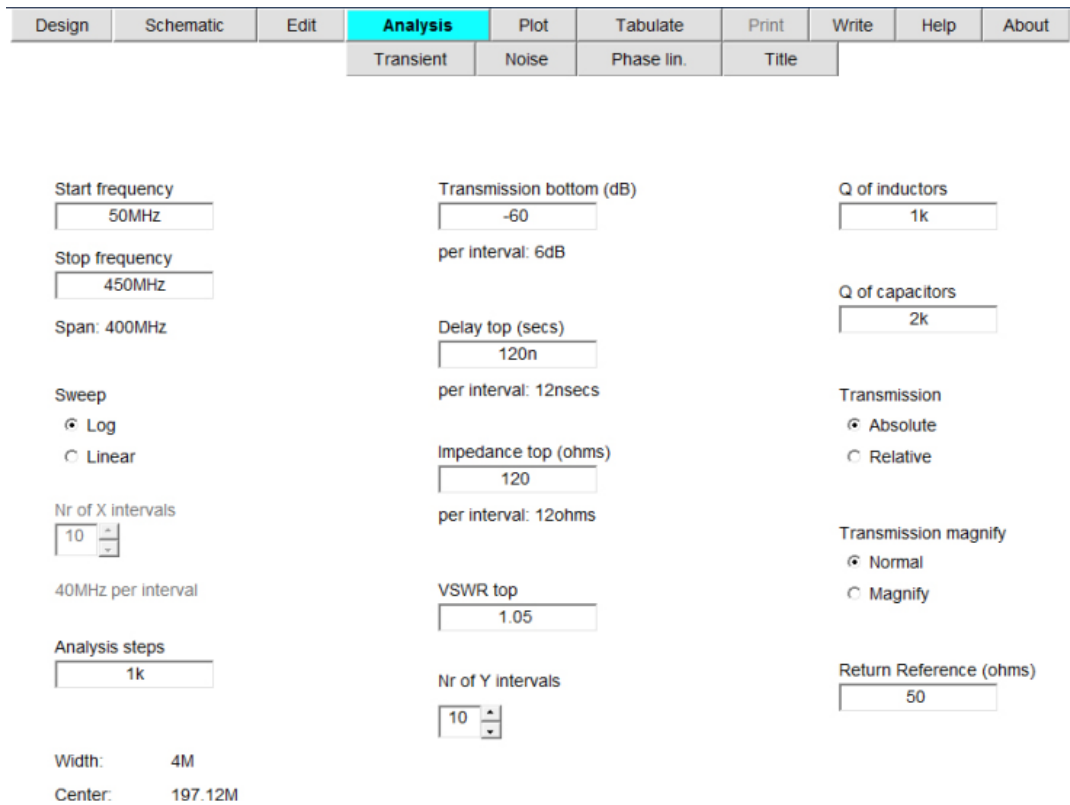 Design Schematic Edit Analysis Plot Tabulate Print Write Help About
Transient Noise Phase lin. Title
Start frequency
50MHz
Stop frequency
450MHz
Span: 400MHz
Sweep
Log
Linear
Nr of X intervals
10
40MHz per interval
Analysis steps
1k
Width: 4M
Center: 197.12M
Transmission bottom (dB)
-60
per interval: 6dB
Delay top (secs)
120n
per interval: 12nsecs
Impedance top (ohms)
120
per interval: 12ohms
VSWR top
1.05
Nr of Y intervals
10
Q of inductors
1k
Q of capacitors
2k
Transmission
Absolute
Relative
Transmission magnify
Normal
Magnify
Return Reference (ohms)
50